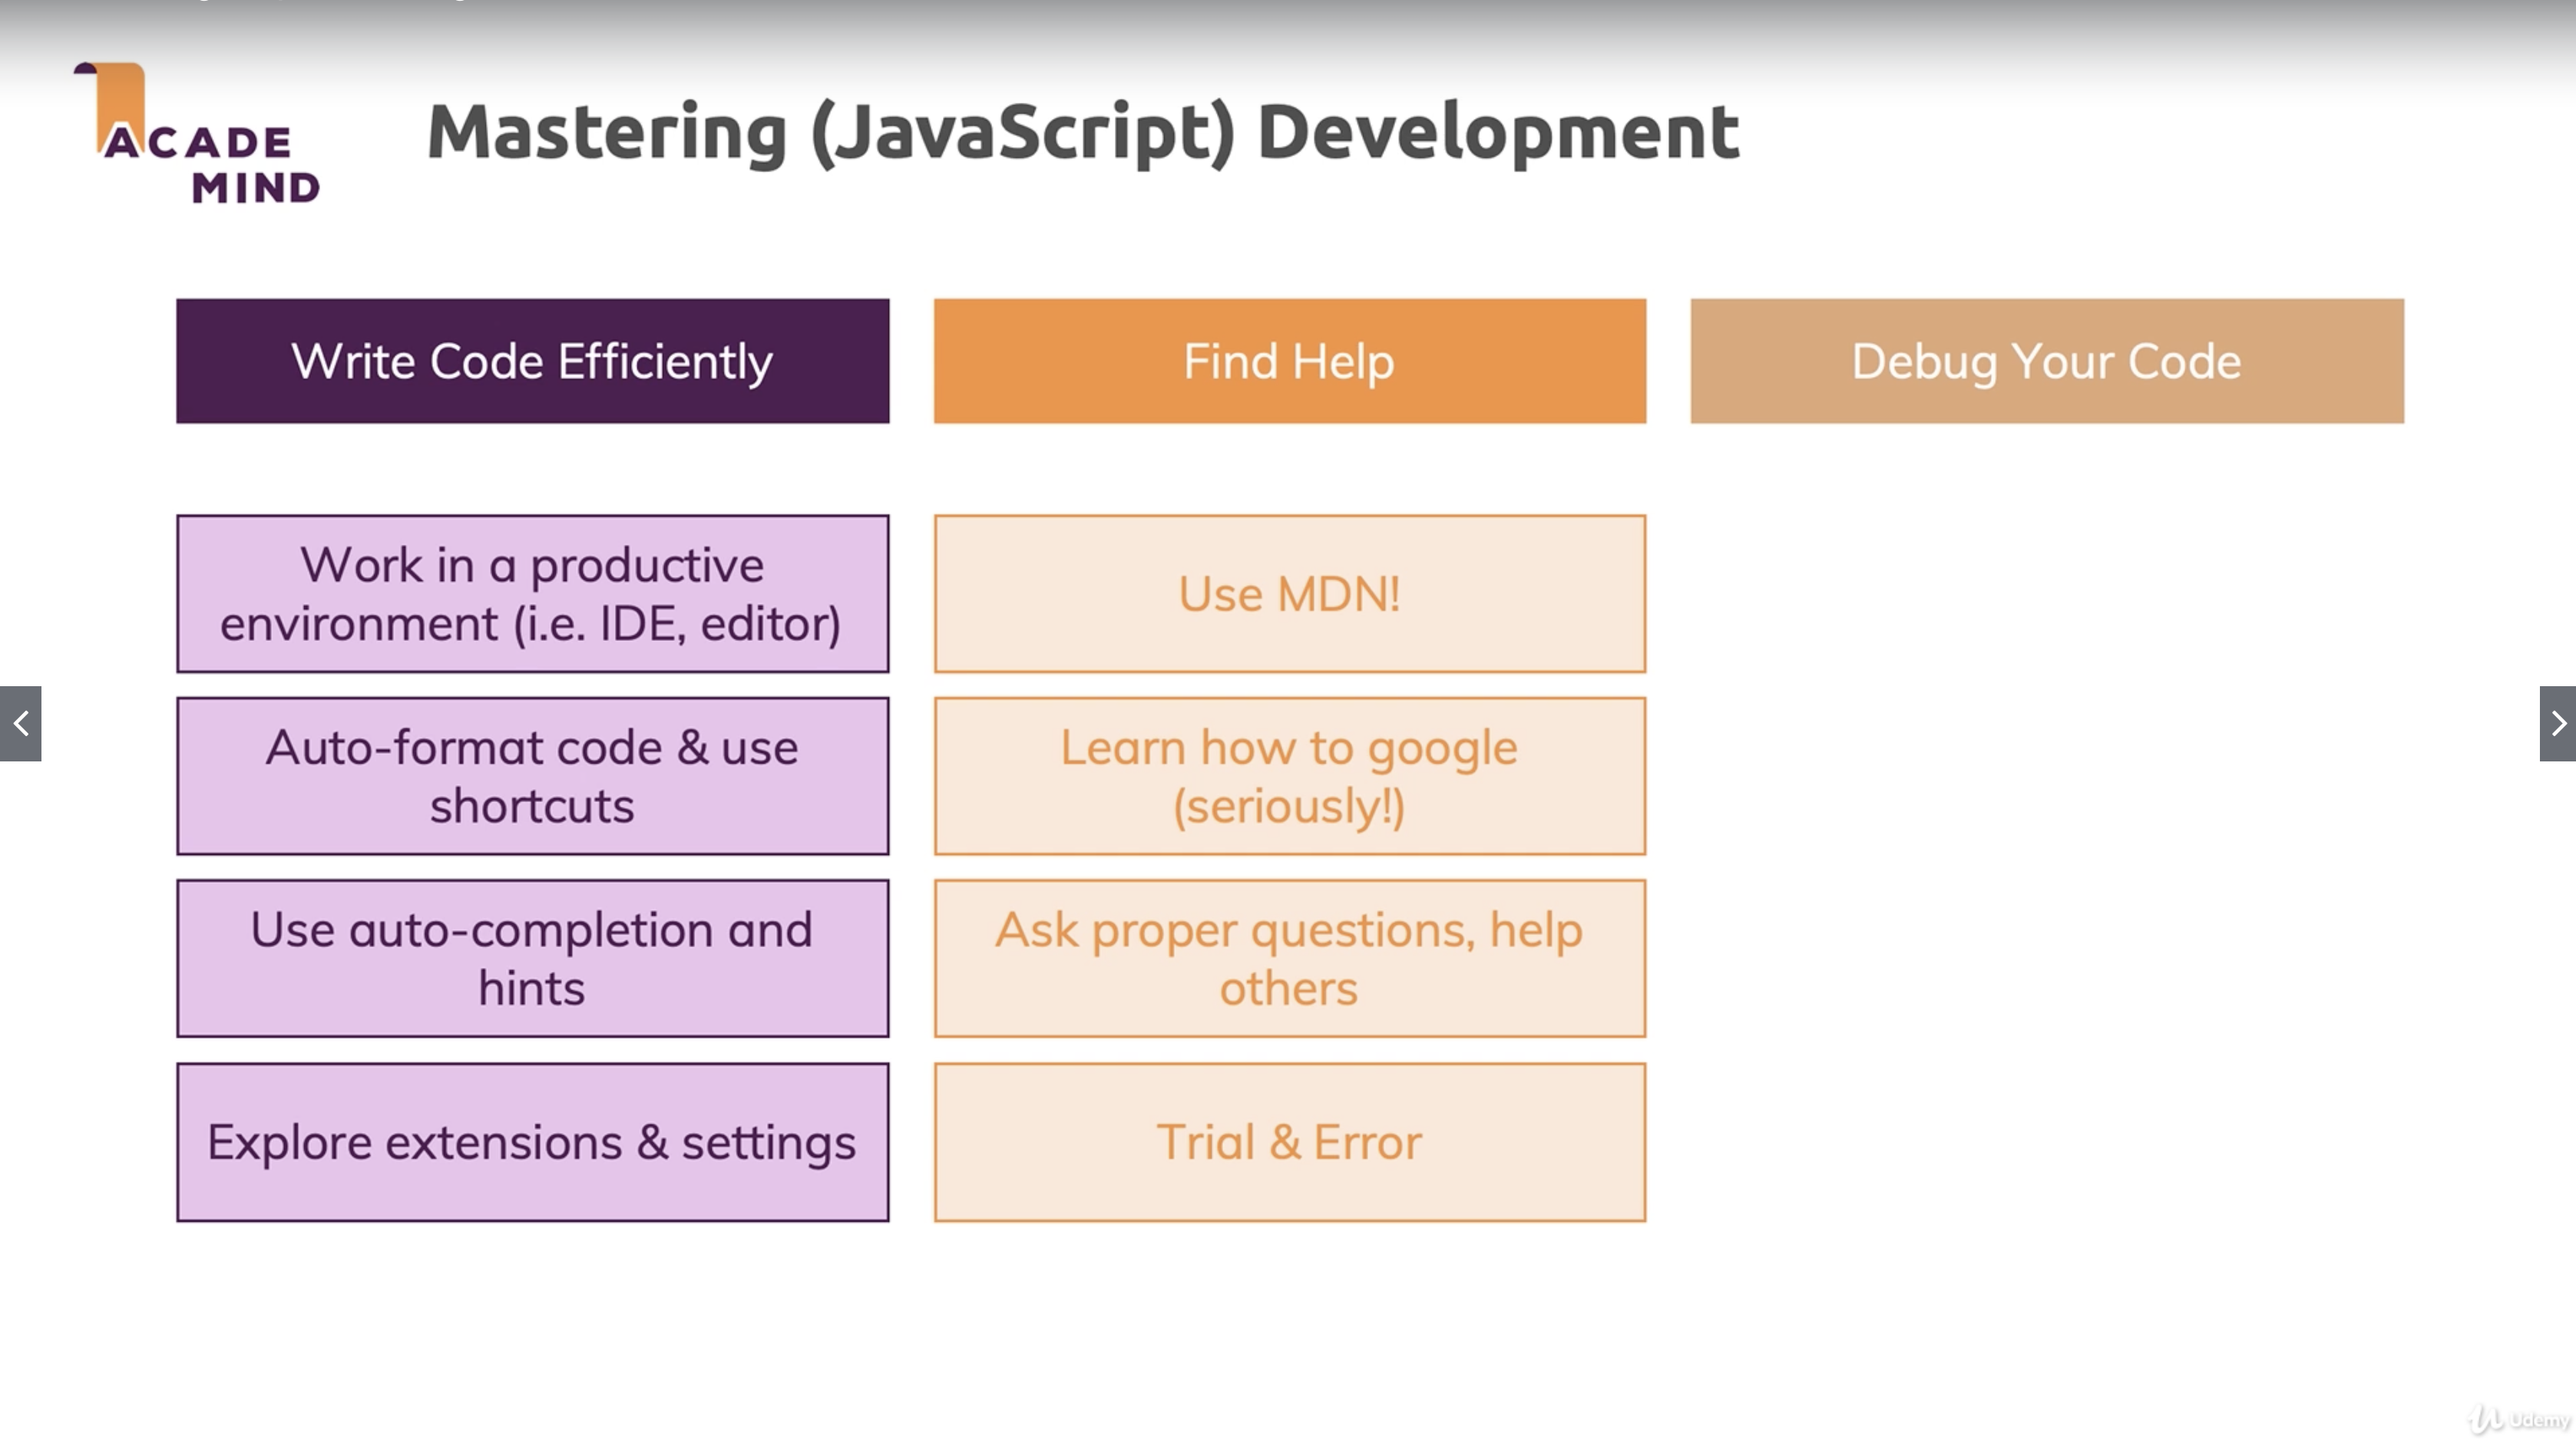 ACADE
MIND
Mastering (JavaScript) Development
Write Code Efficiently
Find Help
Debug Your Code
Work in a productive
environment (i.e. IDE, editor)
Use MDN!
Auto-format code & use
shortcuts
Learn how to google
(seriously!)
Use auto-completion and
hints
Ask proper questions, help
others
Explore extensions & settings
Trial & Error
Udemy